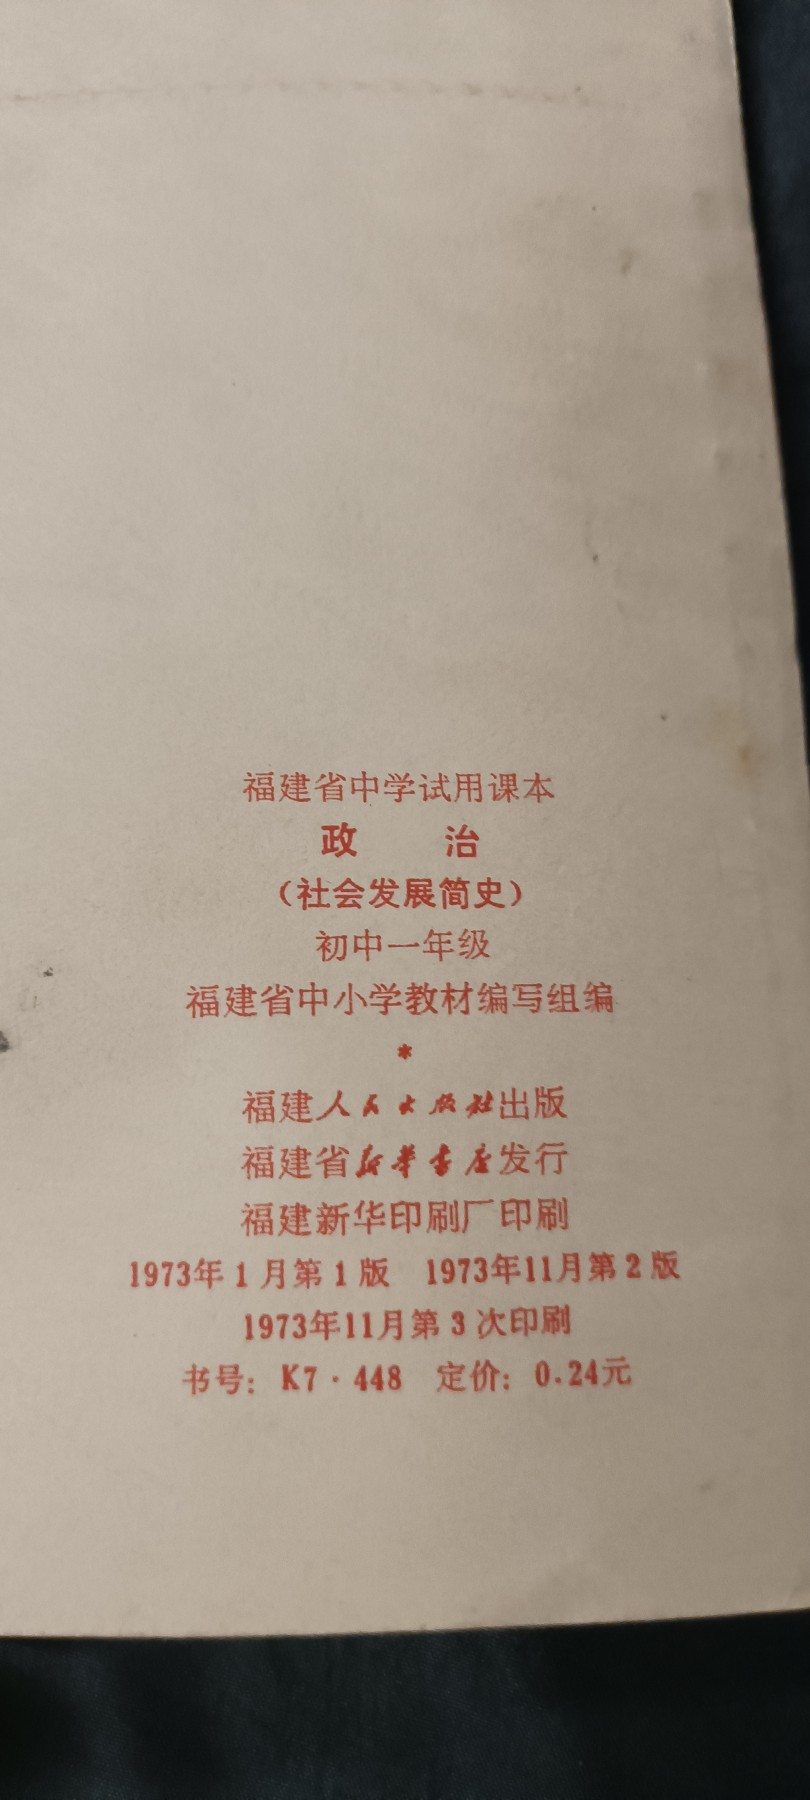 福建省中学试用课本
政 治
（社会发展简史）
初中一年级
福建省中小学教材编写组编
*
福建人民出版社出版
福建省新华书店发行
福建新华印刷厂印刷
1973年1月第1版 1973年11月第2版
1973年11月第3次印刷
书号：K7·448 定价：0.24元